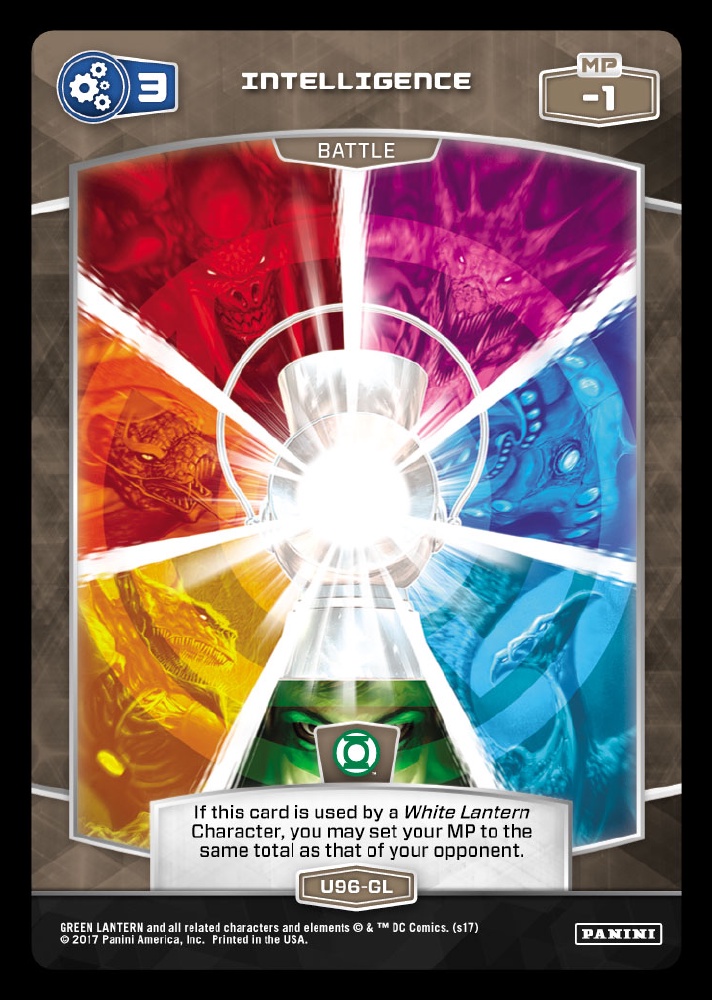 3
INTELLIGENCE
MP
-1
BATTLE
If this card is used by a White Lantern
Character, you may set your MP to the
same total as that of your opponent.
U96-GL
GREEN LANTERN and all related characters and elements © & ™ DC Comics. (s17)
© 2017 Panini America, Inc. Printed in the USA.
PANINI